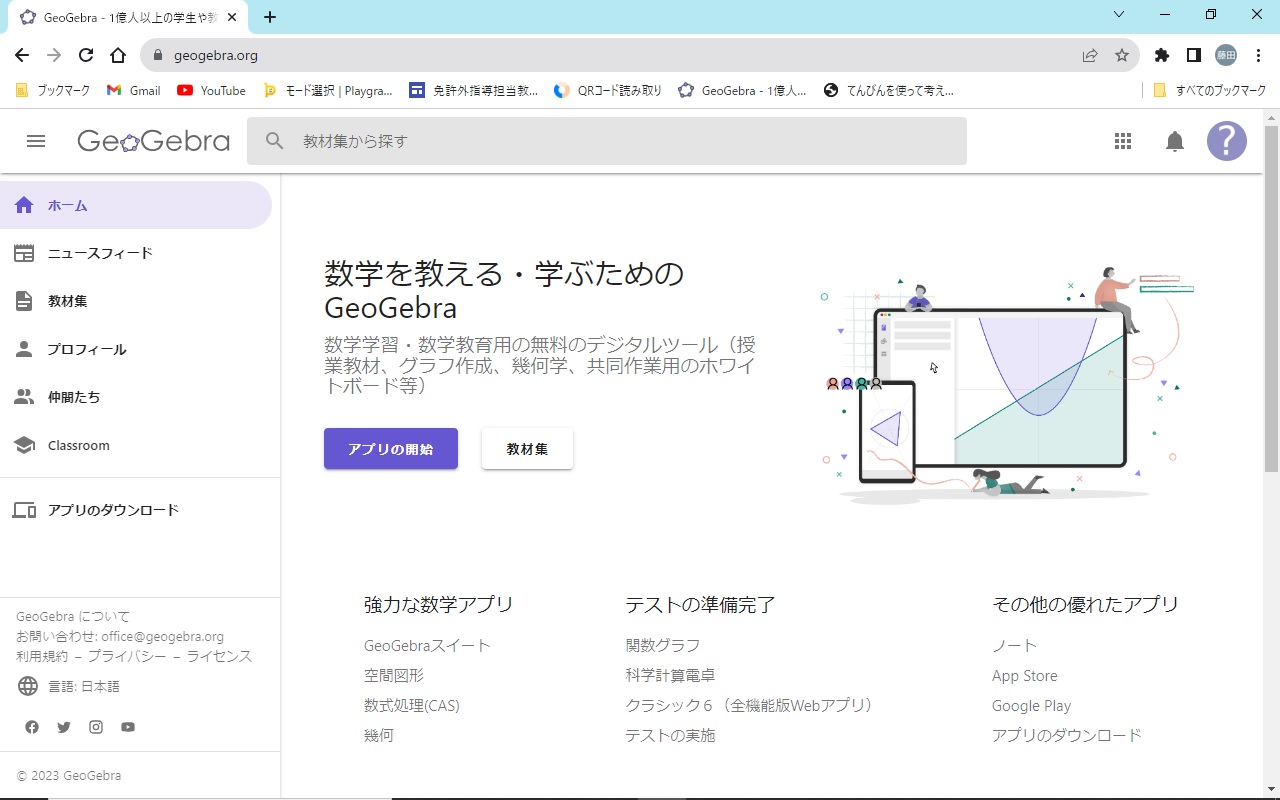 GeoGebra - 1億人以上の学生や教
geogebra.org
藤田
ブックマーク
Gmail
YouTube
モード選択 | Playgra...
免許外指導担当教...
QRコード読み取り
GeoGebra - 1億人...
てんびんを使って考え...
すべてのブックマーク
GeoGebra
教材集から探す
?
ホーム
ニュースフィード
教材集
プロフィール
仲間たち
Classroom
アプリのダウンロード
GeoGebra について
お問い合わせ: office@geogebra.org
利用規約 – プライバシー – ライセンス
言語: 日本語
© 2023 GeoGebra
数学を教える・学ぶための
GeoGebra
数学学習・数学教育用の無料のデジタルツール（授
業教材、グラフ作成、幾何学、共同作業用のホワイ
トボード等）
アプリの開始
教材集
強力な数学アプリ
GeoGebraスイート
空間図形
数式処理(CAS)
幾何
テストの準備完了
関数グラフ
科学計算電卓
クラシック６（全機能版Webアプリ）
テストの実施
その他の優れたアプリ
ノート
App Store
Google Play
アプリのダウンロード